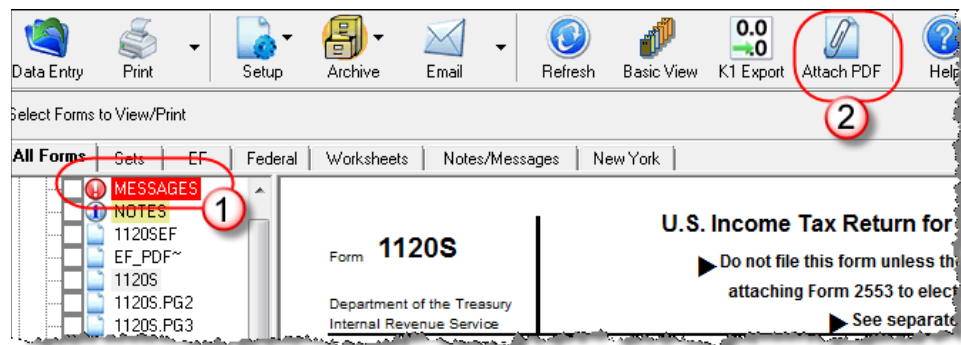 0.0
→.0
Data Entry Print Setup Archive Email Refresh Basic View K1 Export Attach PDF Help
2
Select Forms to View/Print
All Forms Sets EF Federal Worksheets Notes/Messages New York
MESSAGES
1
NOTES
1120SEF
EF_PDF~
1120S
1120S.PG2
1120S.PG3
U.S. Income Tax Return for
Form 1120S
Do not file this form unless th
attaching Form 2553 to elect
Department of the Treasury
Internal Revenue Service
See separate